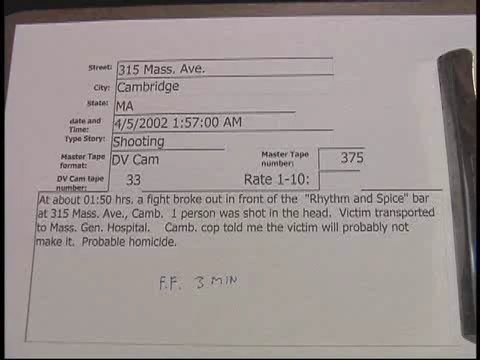 Street: 315 Mass. Ave.
City: Cambridge
State: MA
date and Time: 4/5/2002 1:57:00 AM
Type Story: Shooting
Master Tape format: DV Cam Master Tape number: 375
DV Cam tape number: 33 Rate 1-10:
At about 01:50 hrs. a fight broke out in front of the "Rhythm and Spice" bar
at 315 Mass. Ave., Camb. 1 person was shot in the head. Victim transported
to Mass. Gen. Hospital. Camb. cop told me the victim will probably not
make it. Probable homicide.
F.F. 3 MIN